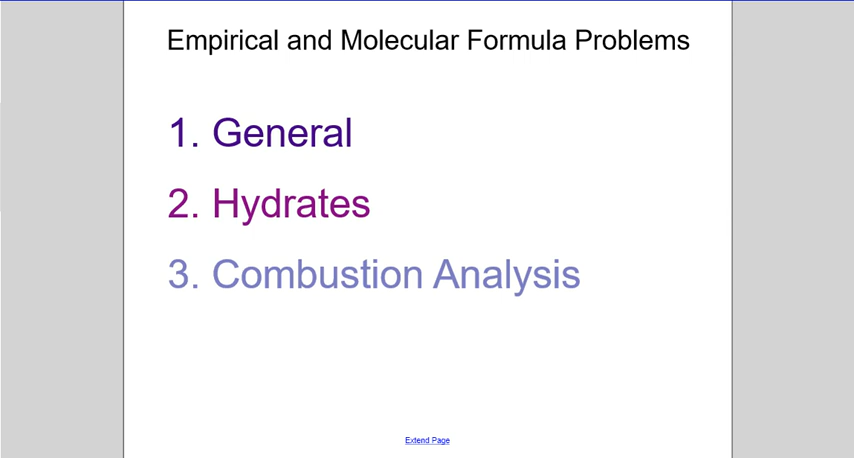 Empirical and Molecular Formula Problems
1. General
2. Hydrates
3. Combustion Analysis
Extend Page